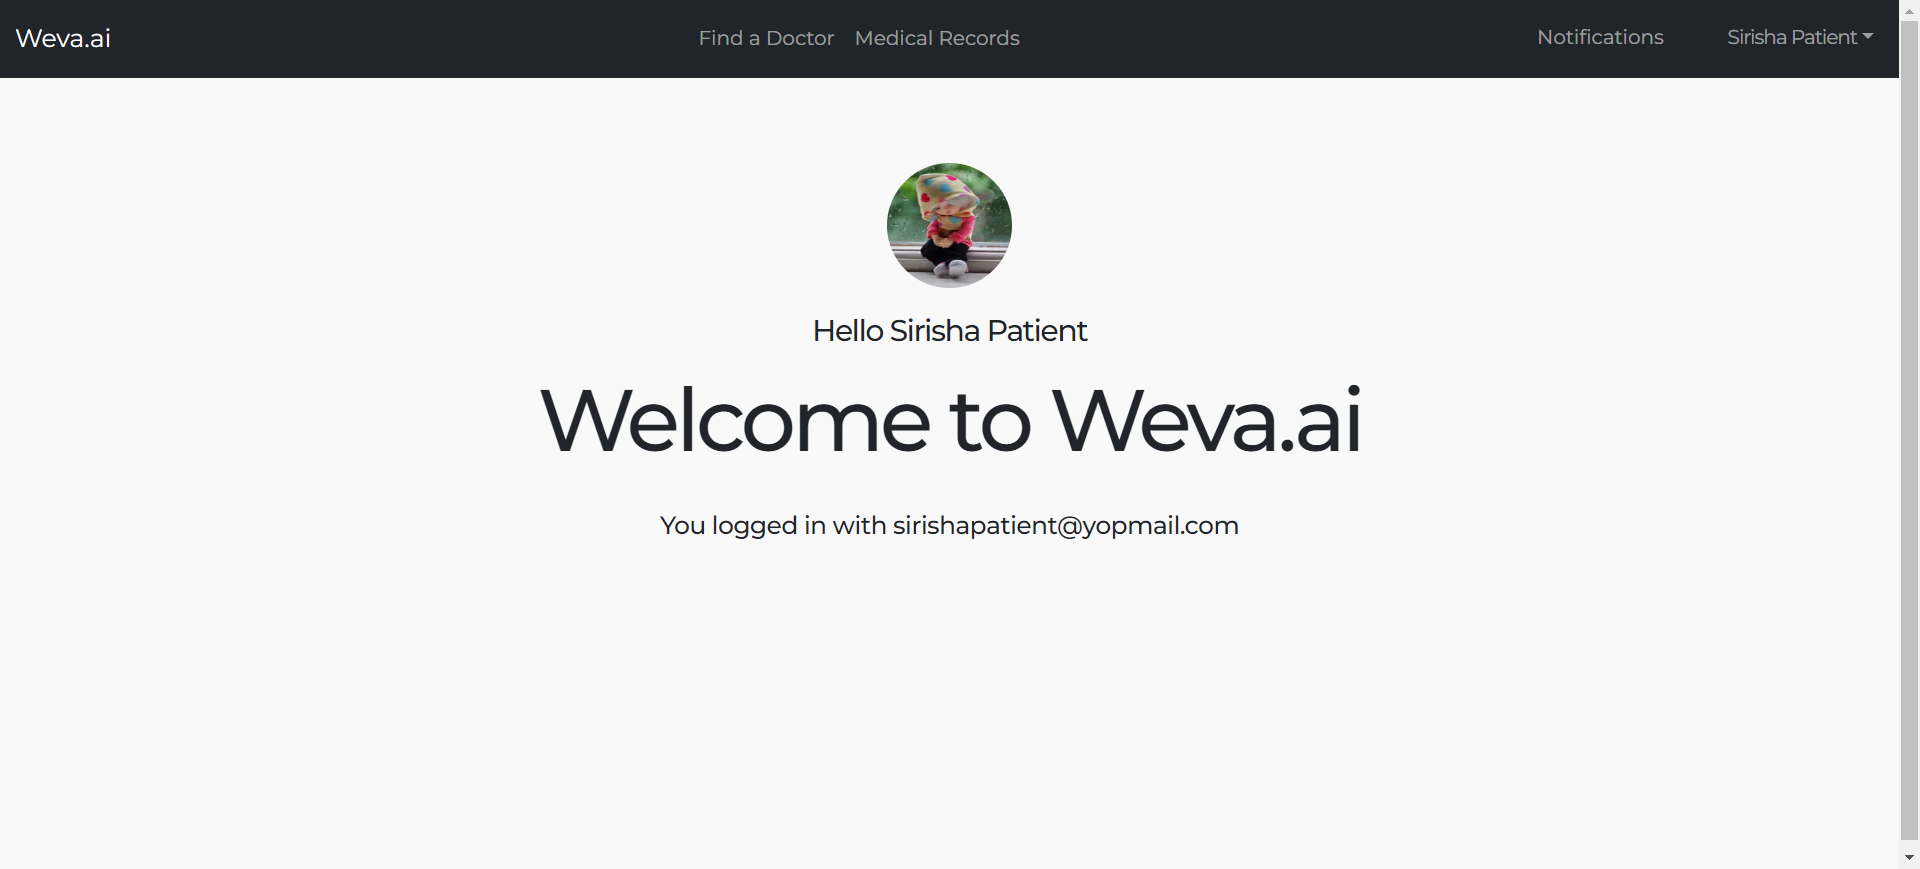 Weva.ai
Find a Doctor
Medical Records
Notifications
Sirisha Patient
Hello Sirisha Patient
Welcome to Weva.ai
You logged in with sirishapatient@yopmail.com